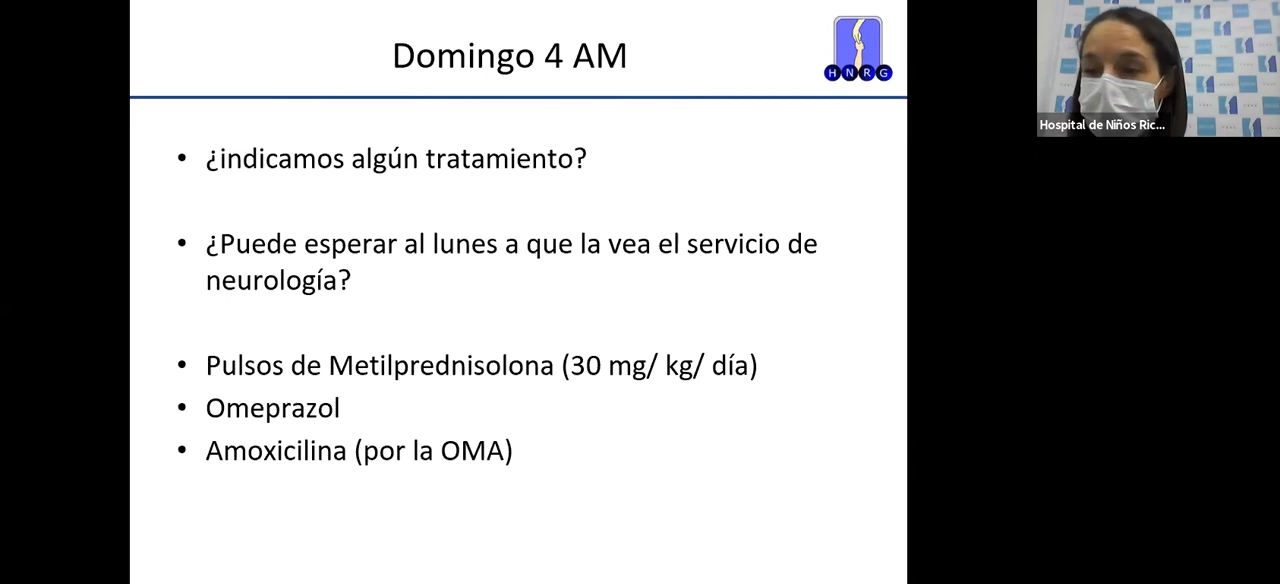 Domingo 4 AM
H N R G
• ¿indicamos algún tratamiento?
• ¿Puede esperar al lunes a que la vea el servicio de
neurología?
• Pulsos de Metilprednisolona (30 mg/ kg/ día)
• Omeprazol
• Amoxicilina (por la OMA)
Hospital de Niños Ric...